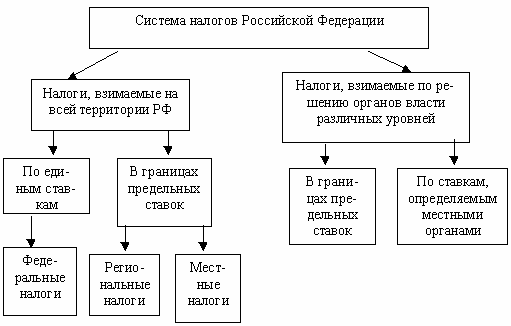 Система налогов Российской Федерации
Налоги, взимаемые на
всей территории РФ
Налоги, взимаемые по ре-
шению органов власти
различных уровней
По еди-
ным став-
кам
В границах
предельных
ставок
В грани-
цах пре-
дельных
ставок
По ставкам,
определяемым
местными
органами
Феде-
ральные
налоги
Регио-
нальные
налоги
Мест-
ные
налоги